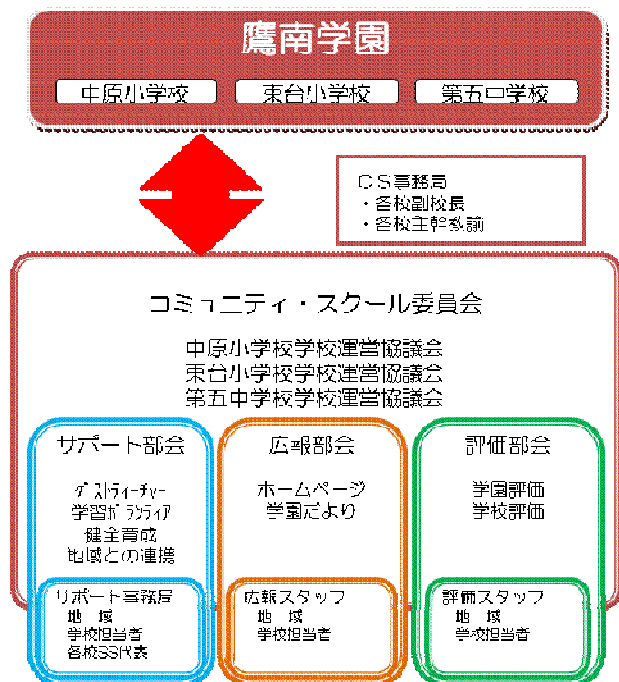 鷹南学園
中原小学校
東台小学校
第五中学校
CS事務局
・各校副校長
・各校主幹教諭
コミュニティ・スクール委員会
中原小学校学校運営協議会
東台小学校学校運営協議会
第五中学校学校運営協議会
サポート部会
ゲストティーチャー
学習ボランティア
健全育成
地域との連携
サポート事務局
地 域
学校担当者
各校SS代表
広報部会
ホームページ
学園だより
広報スタッフ
地 域
学校担当者
評価部会
学園評価
学校評価
評価スタッフ
地 域
学校担当者